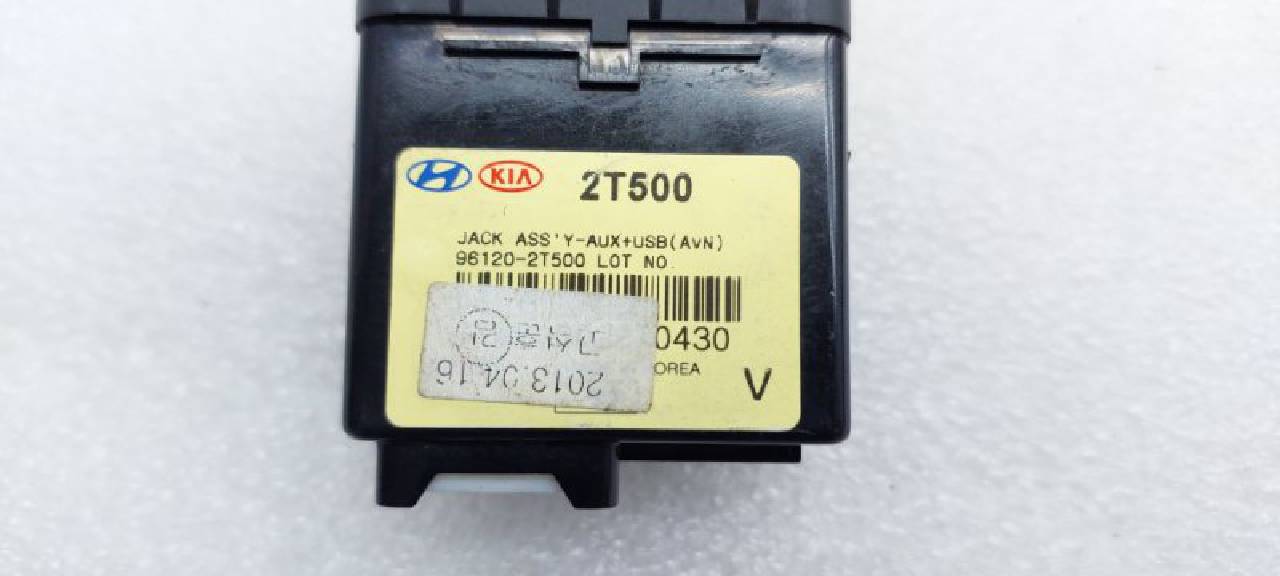 KIA 2T500
JACK ASS'Y-AUX+USB(AVN)
96120-2T500 LOT NO.
0430
OREA
V
2013.04.16